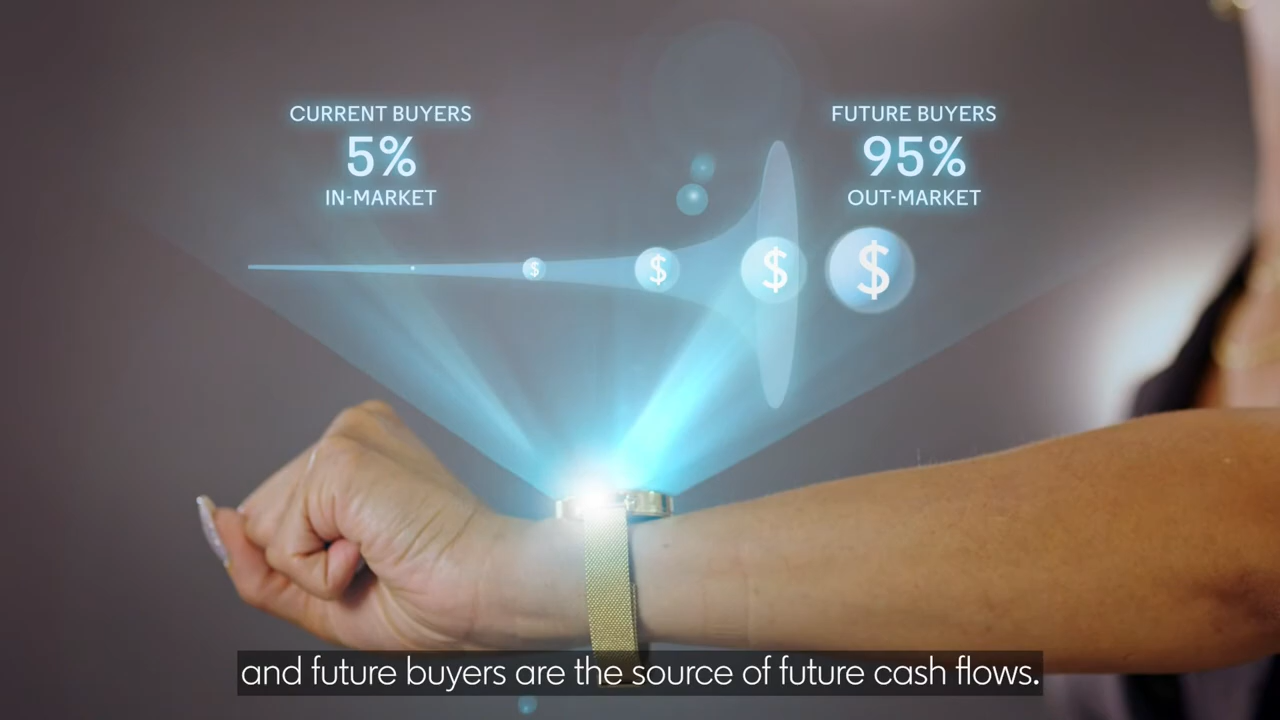 CURRENT BUYERS
5%
IN-MARKET
FUTURE BUYERS
95%
OUT-MARKET
$ $ $ $
and future buyers are the source of future cash flows.